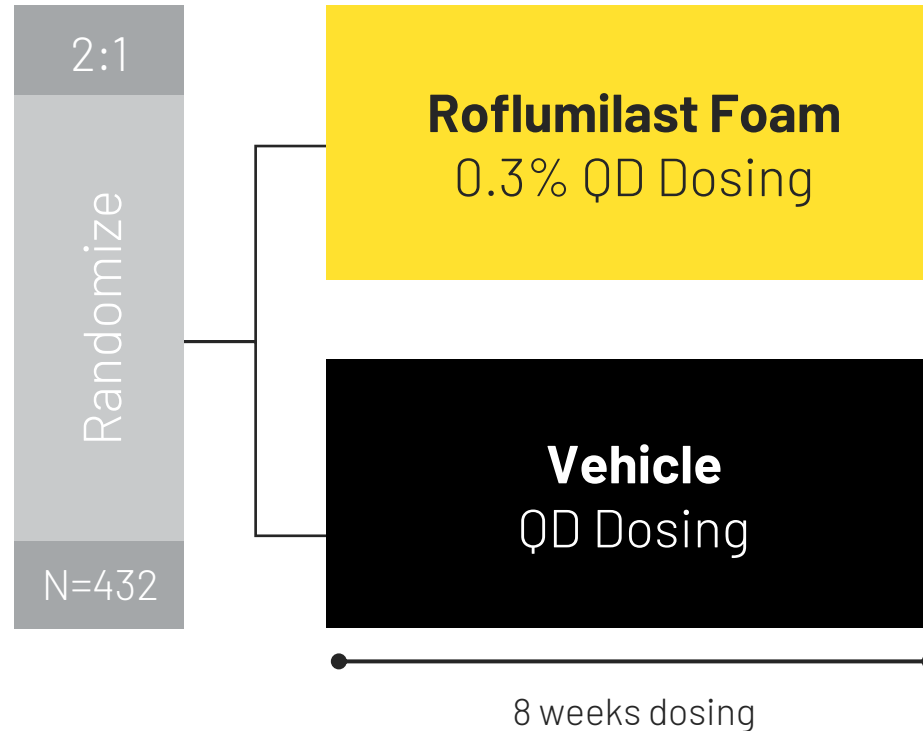 2:1
Randomize
N=432
Roflumilast Foam
0.3% QD Dosing
Vehicle
QD Dosing
8 weeks dosing